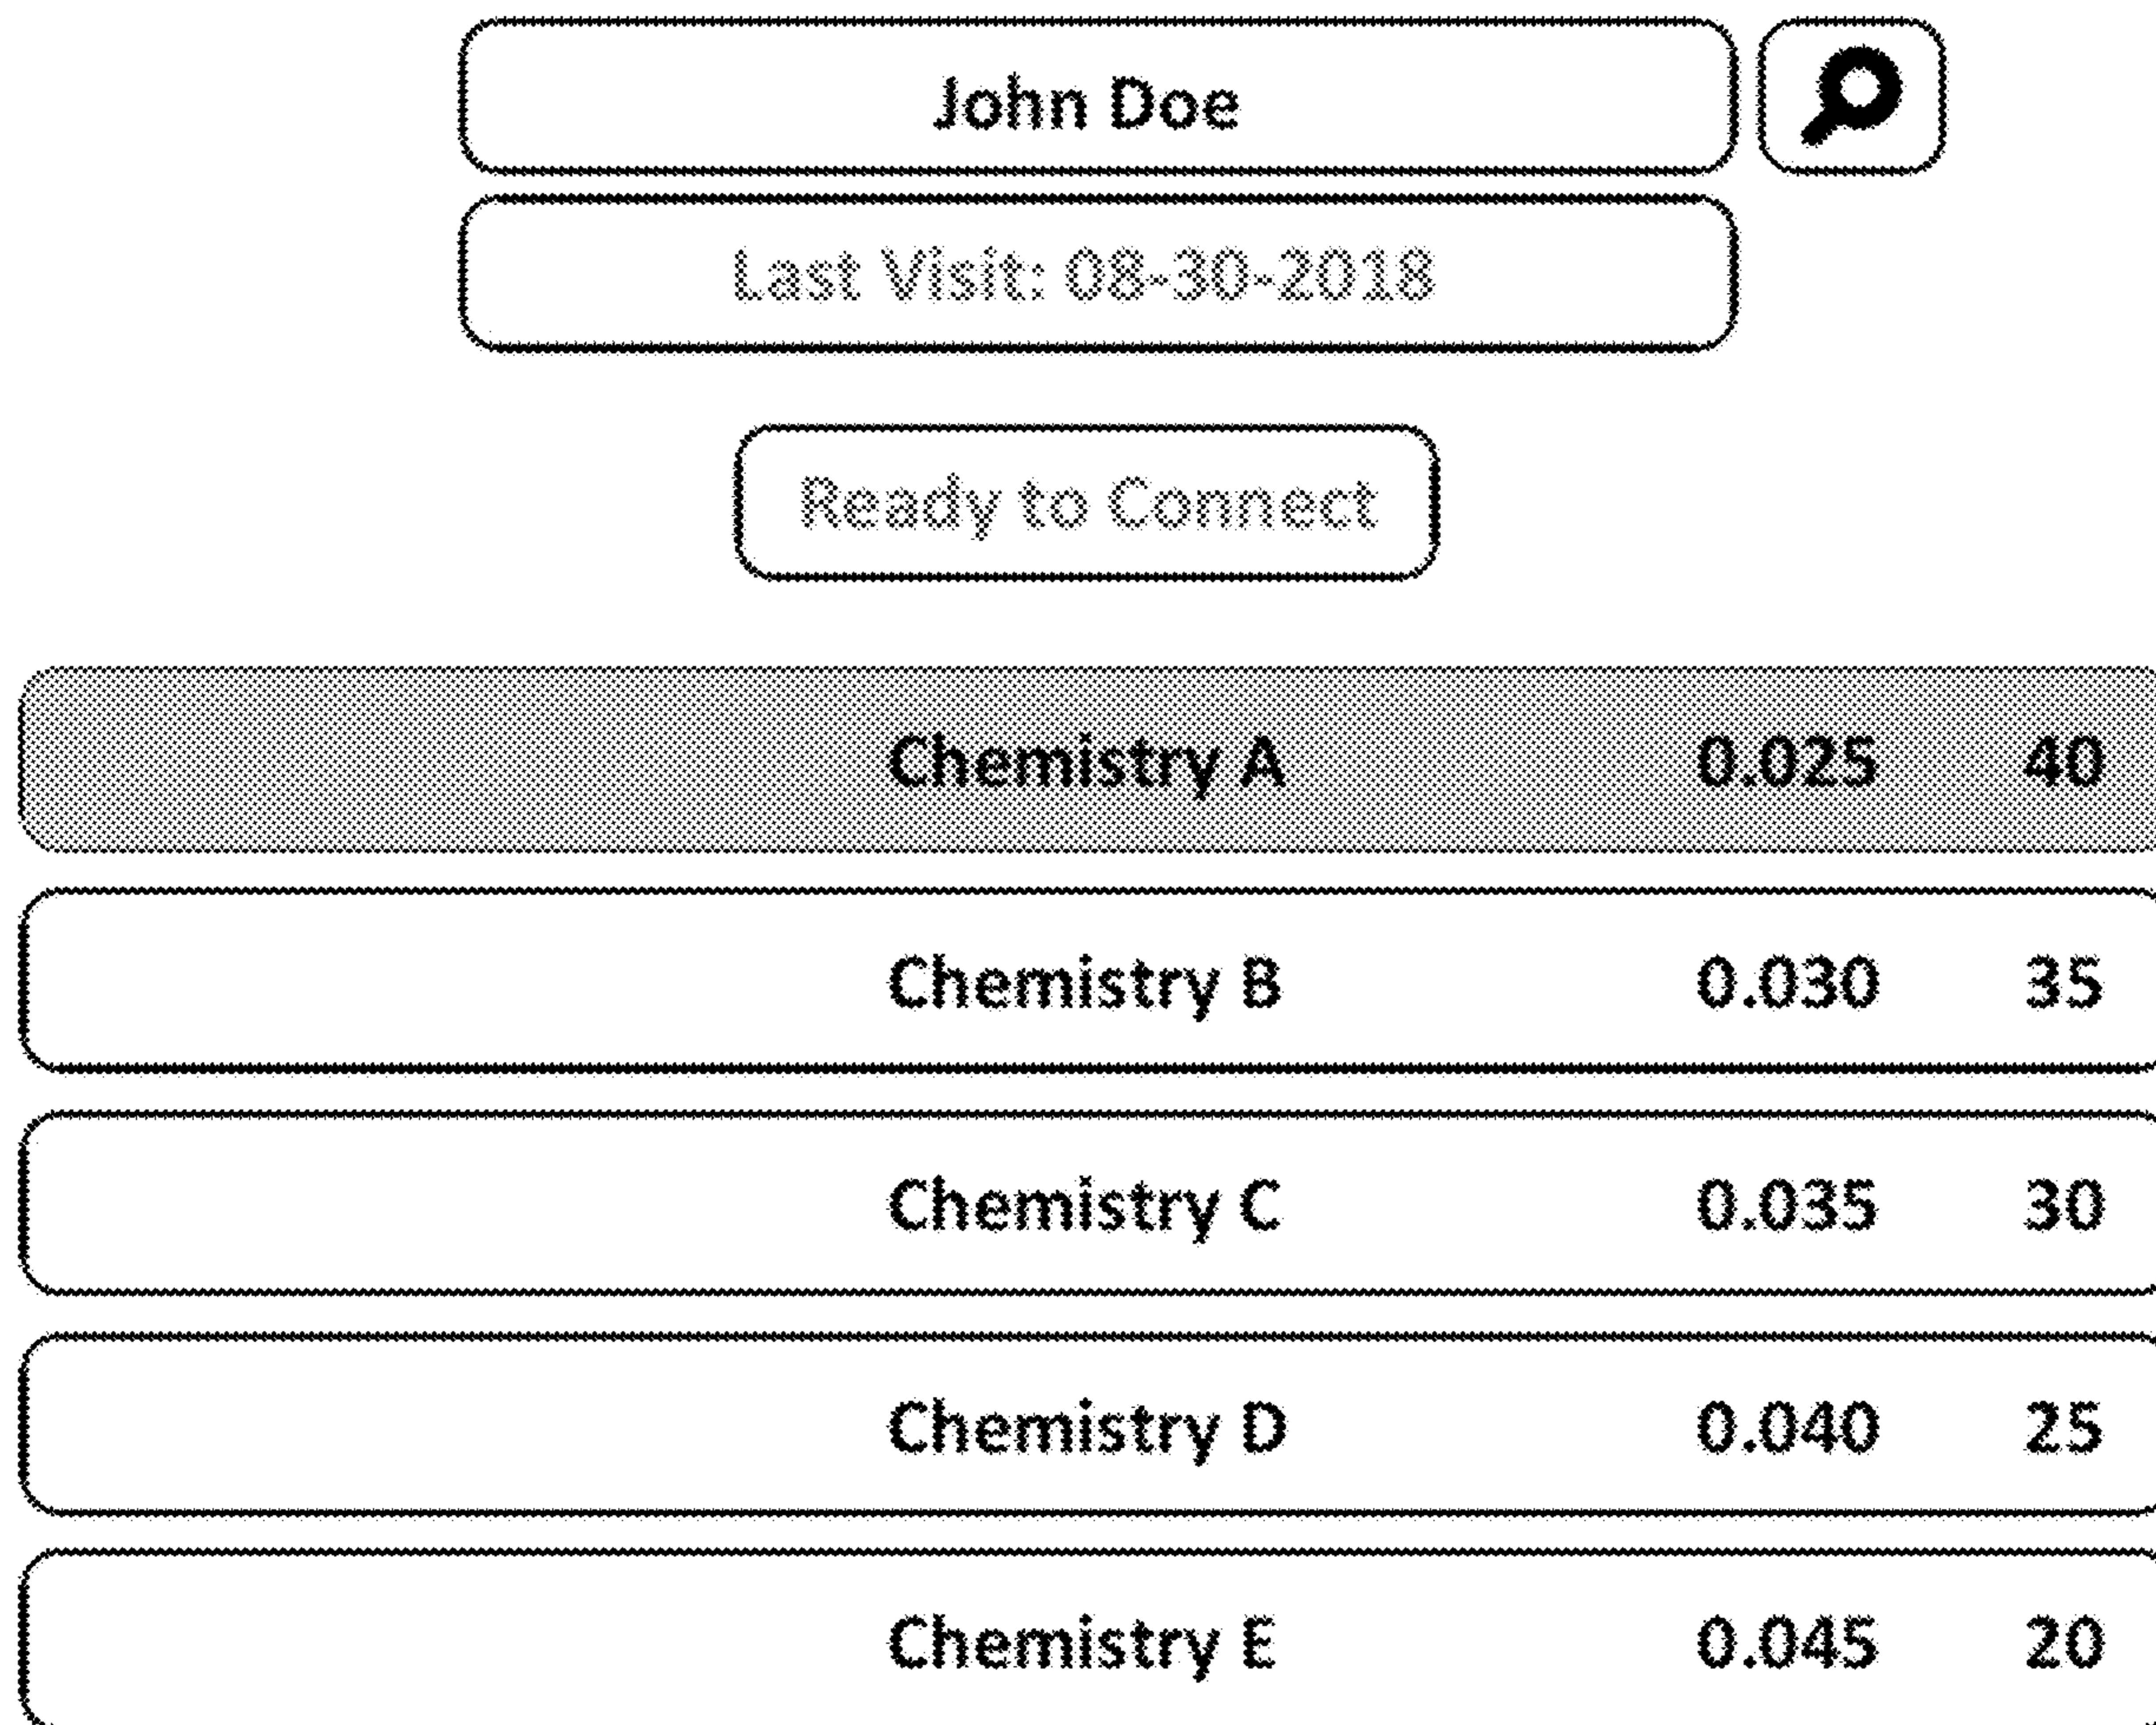 John Doe
Last Visit: 08-30-2018
Ready to Connect
Chemistry A 0.025 40
Chemistry B 0.030 35
Chemistry C 0.035 30
Chemistry D 0.040 25
Chemistry E 0.045 20